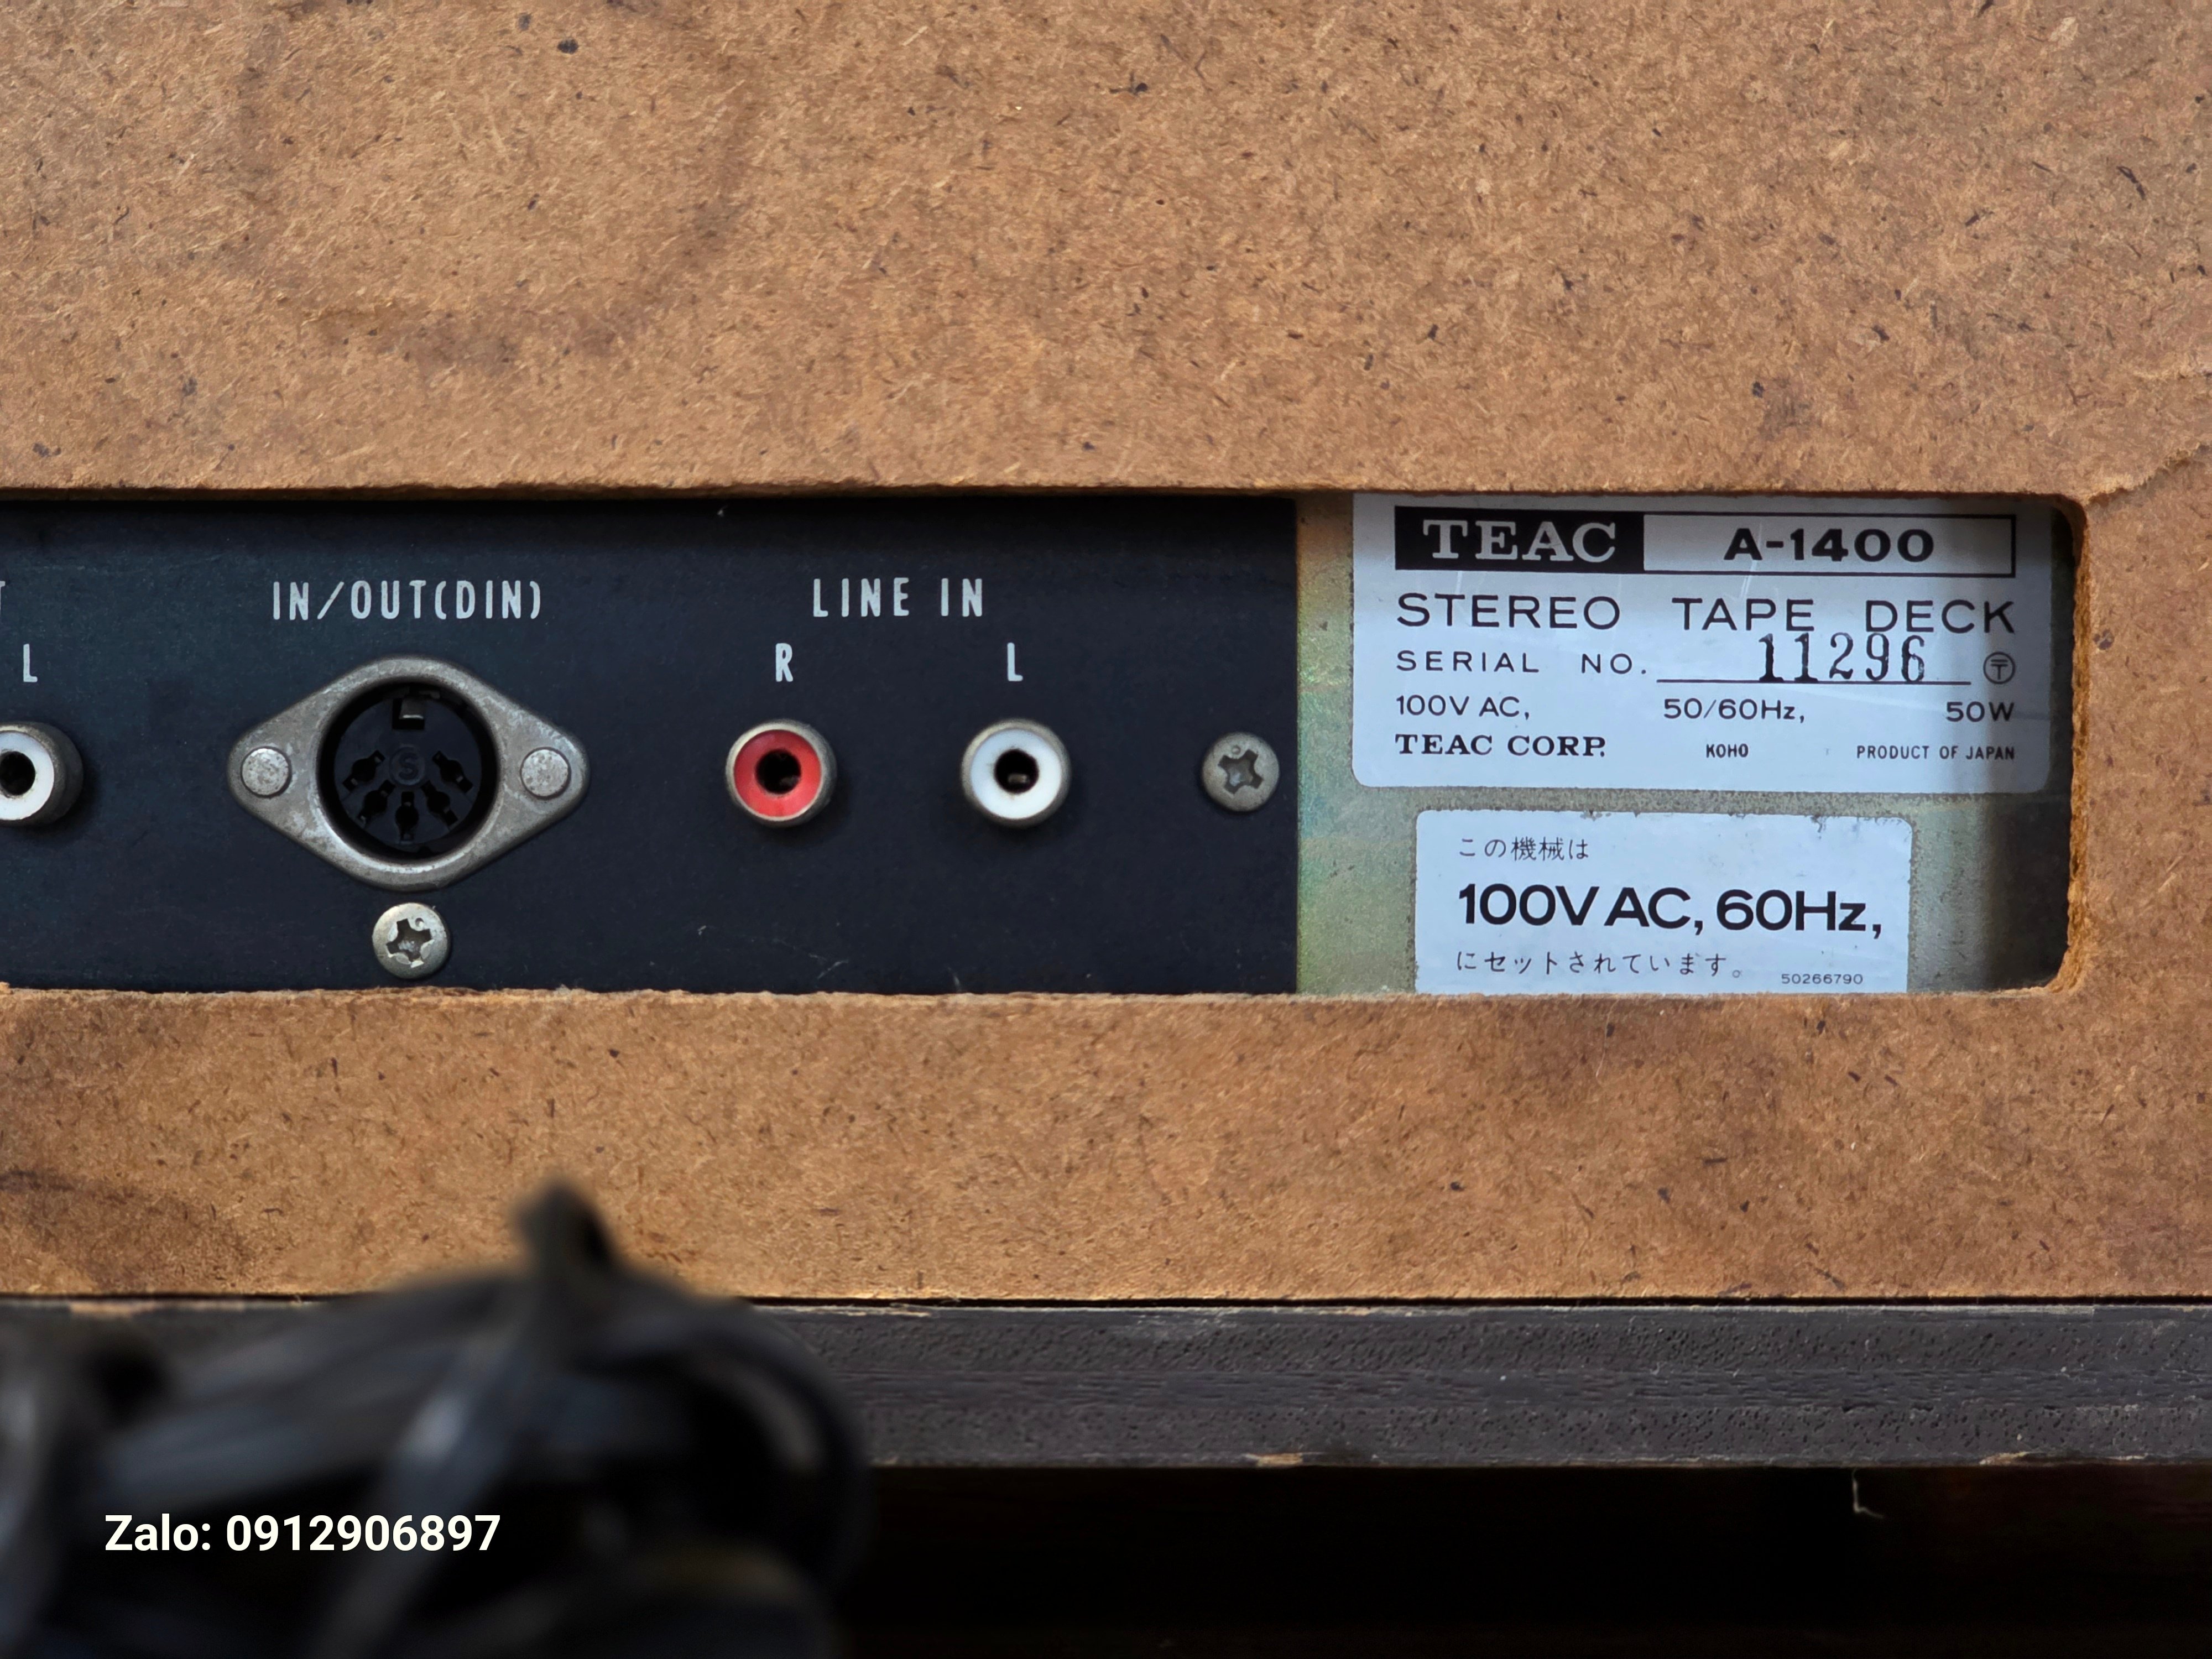 IN/OUT(DIN)
LINE IN
L
R
L
TEAC A-1400
STEREO TAPE DECK
SERIAL NO. 11296 〶
100V AC, 50/60Hz, 50W
TEAC CORP. KOHO PRODUCT OF JAPAN
この機械は
100V AC, 60Hz,
にセットされています。 50266790
Zalo: 0912906897